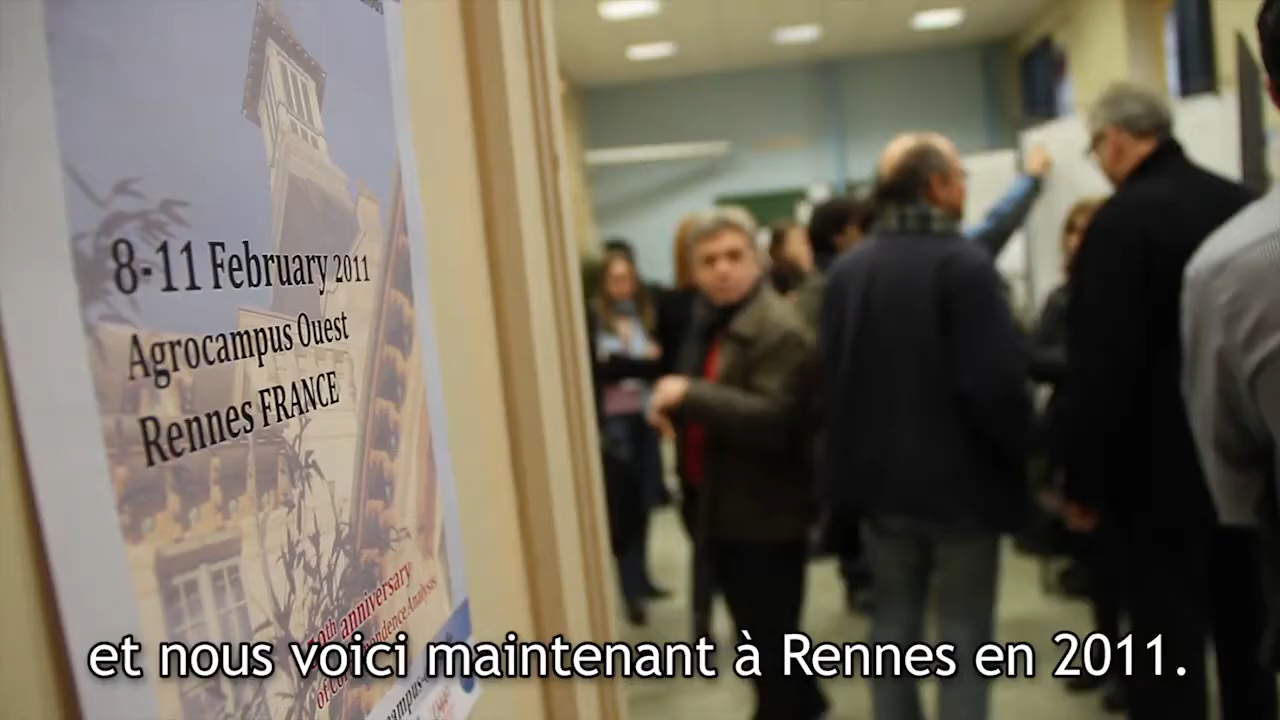 8-11 February 2011
Agrocampus Ouest
Rennes FRANCE
anniversary
et nous voici maintenant à Rennes en 2011.